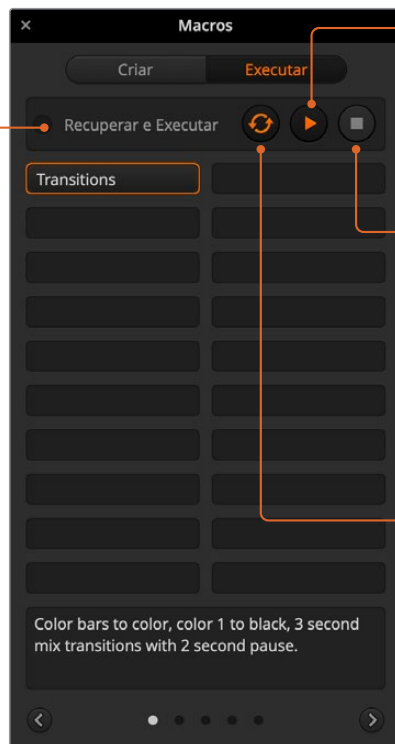 Macros
Criar
Executar
Recuperar e Executar
Transitions
Color bars to color, color 1 to black, 3 second
mix transitions with 2 second pause.